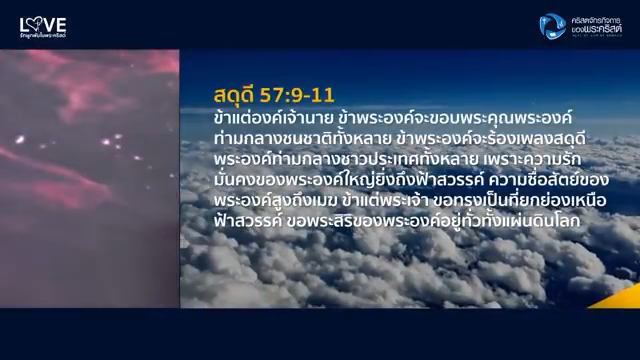 LOVE
รักผูกพันในพระคริสต์
คริสตจักรกิจการ
ของพระคริสต์
สดุดี 57:9-11
ข้าแต่องค์เจ้านาย ข้าพระองค์จะขอบพระคุณพระองค์
ท่ามกลางชนชาติทั้งหลาย ข้าพระองค์จะร้องเพลงสดุดี
พระองค์ท่ามกลางชาวประเทศทั้งหลาย เพราะความรัก
มั่นคงของพระองค์ใหญ่ยิ่งถึงฟ้าสวรรค์ ความซื่อสัตย์ของ
พระองค์สูงถึงเมฆ ข้าแต่พระเจ้า ขอทรงเป็นที่ยกย่องเหนือ
ฟ้าสวรรค์ ขอพระสิริของพระองค์อยู่ทั่วทั้งแผ่นดินโลก